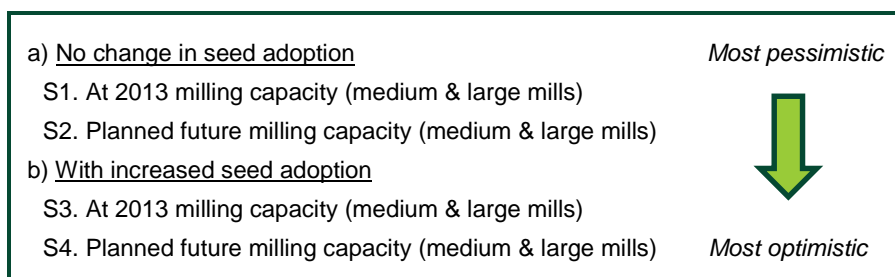 a) No change in seed adoption Most pessimistic
S1. At 2013 milling capacity (medium & large mills)
S2. Planned future milling capacity (medium & large mills)
b) With increased seed adoption
S3. At 2013 milling capacity (medium & large mills)
S4. Planned future milling capacity (medium & large mills) Most optimistic